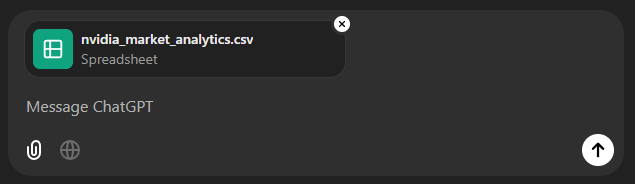 nvidia_market_analytics.csv
Spreadsheet
Message ChatGPT